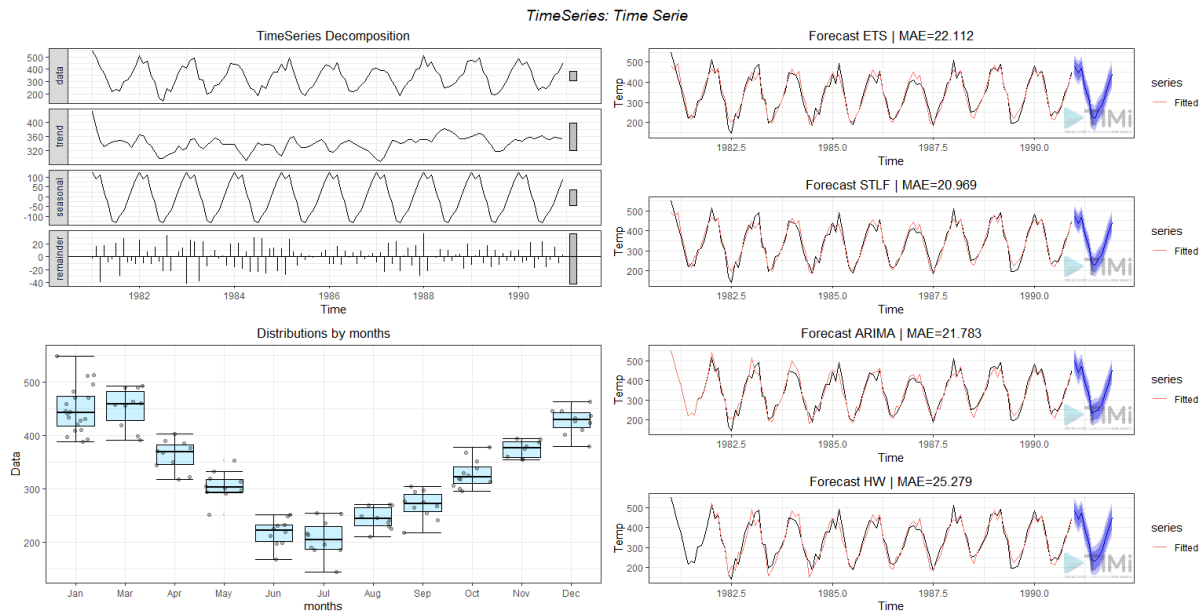 TimeSeries: Time Serie
TimeSeries Decomposition
data
500
400
300
200
trend
400
360
320
seasonal
100
50
0
-50
-100
remainder
20
0
-20
-40
1982
1984
1986
1988
1990
Time
Distributions by months
Data
500
400
300
200
Jan
Mar
Apr
May
Jun
Jul
Aug
Sep
Oct
Nov
Dec
months
Forecast ETS | MAE=22.112
Temp
500
400
300
200
1982.5
1985.0
1987.5
1990.0
Time
series
Fitted
TIMi
Forecast STLF | MAE=20.969
Temp
500
400
300
200
1982.5
1985.0
1987.5
1990.0
Time
series
Fitted
TIMi
Forecast ARIMA | MAE=21.783
Temp
500
400
300
200
1982.5
1985.0
1987.5
1990.0
Time
series
Fitted
TIMi
Forecast HW | MAE=25.279
Temp
500
400
300
200
1982.5
1985.0
1987.5
1990.0
Time
series
Fitted
TIMi